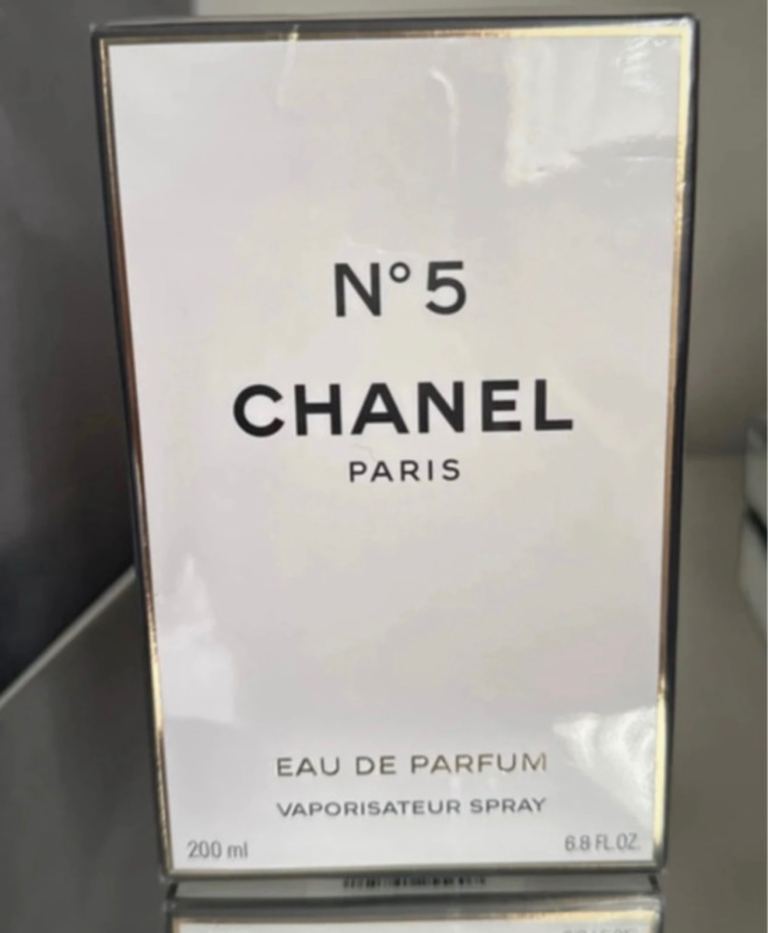 N° 5
CHANEL
PARIS
EAU DE PARFUM
VAPORISATEUR SPRAY
200 ml 6.8 FL.OZ.